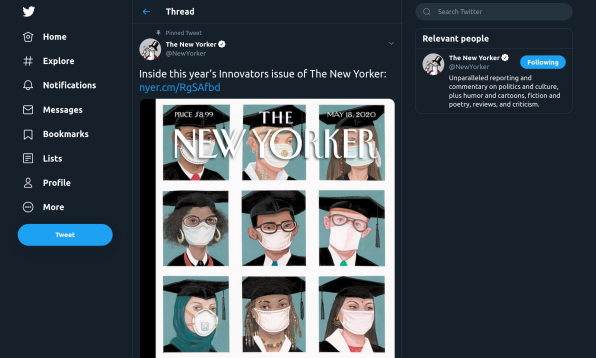 Home
Explore
Notifications
Messages
Bookmarks
Lists
Profile
More
Tweet
Thread
Pinned Tweet
The New Yorker
@NewYorker
Inside this year's Innovators issue of The New Yorker:
nyer.cm/RgSAfbd
PRICE $8.99
THE
MAY 18, 2020
NEW YORKER
Search Twitter
Relevant people
The New Yorker
@NewYorker
Following
Unparalleled reporting and
commentary on politics and culture,
plus humor and cartoons, fiction and
poetry, reviews, and criticism.